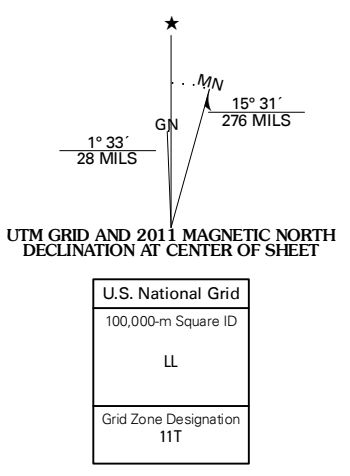 ★
MN
15° 31´
276 MILS
GN
1° 33´
28 MILS
UTM GRID AND 2011 MAGNETIC NORTH
DECLINATION AT CENTER OF SHEET
U.S. National Grid
100,000-m Square ID
LL
Grid Zone Designation
11T